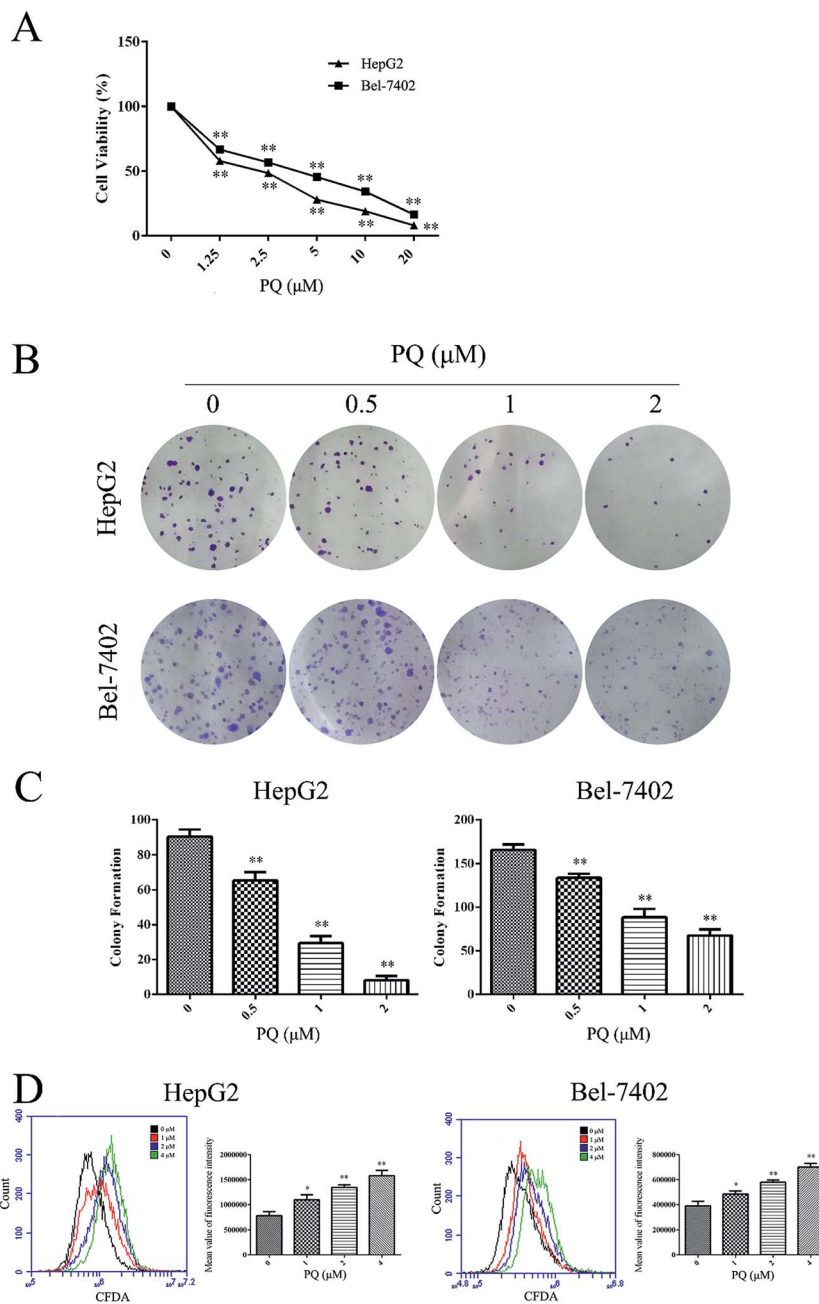 A
150
100
50
0
Cell Viability (%)
HepG2
Bel-7402
** ** ** ** **
** ** ** ** **
0 1.25 2.5 5 10 20
PQ (μM)
B
PQ (μM)
0 0.5 1 2
HepG2
Bel-7402
C
HepG2
100
80
60
40
20
0
Colony Formation
** ** **
0 0.5 1 2
PQ (μM)
Bel-7402
200
150
100
50
0
Colony Formation
** ** **
0 0.5 1 2
PQ (μM)
D
HepG2
400
300
200
100
0
Count
0 μM
1 μM
2 μM
4 μM
CFDA
2000000
1500000
1000000
500000
0
Mean value of fluorescence intensity
* ** **
0 1 2 4
PQ (μM)
Bel-7402
400
300
200
100
0
Count
0 μM
1 μM
2 μM
4 μM
CFDA
800000
600000
400000
200000
0
Mean value of fluorescence intensity
* ** **
0 1 2 4
PQ (μM)